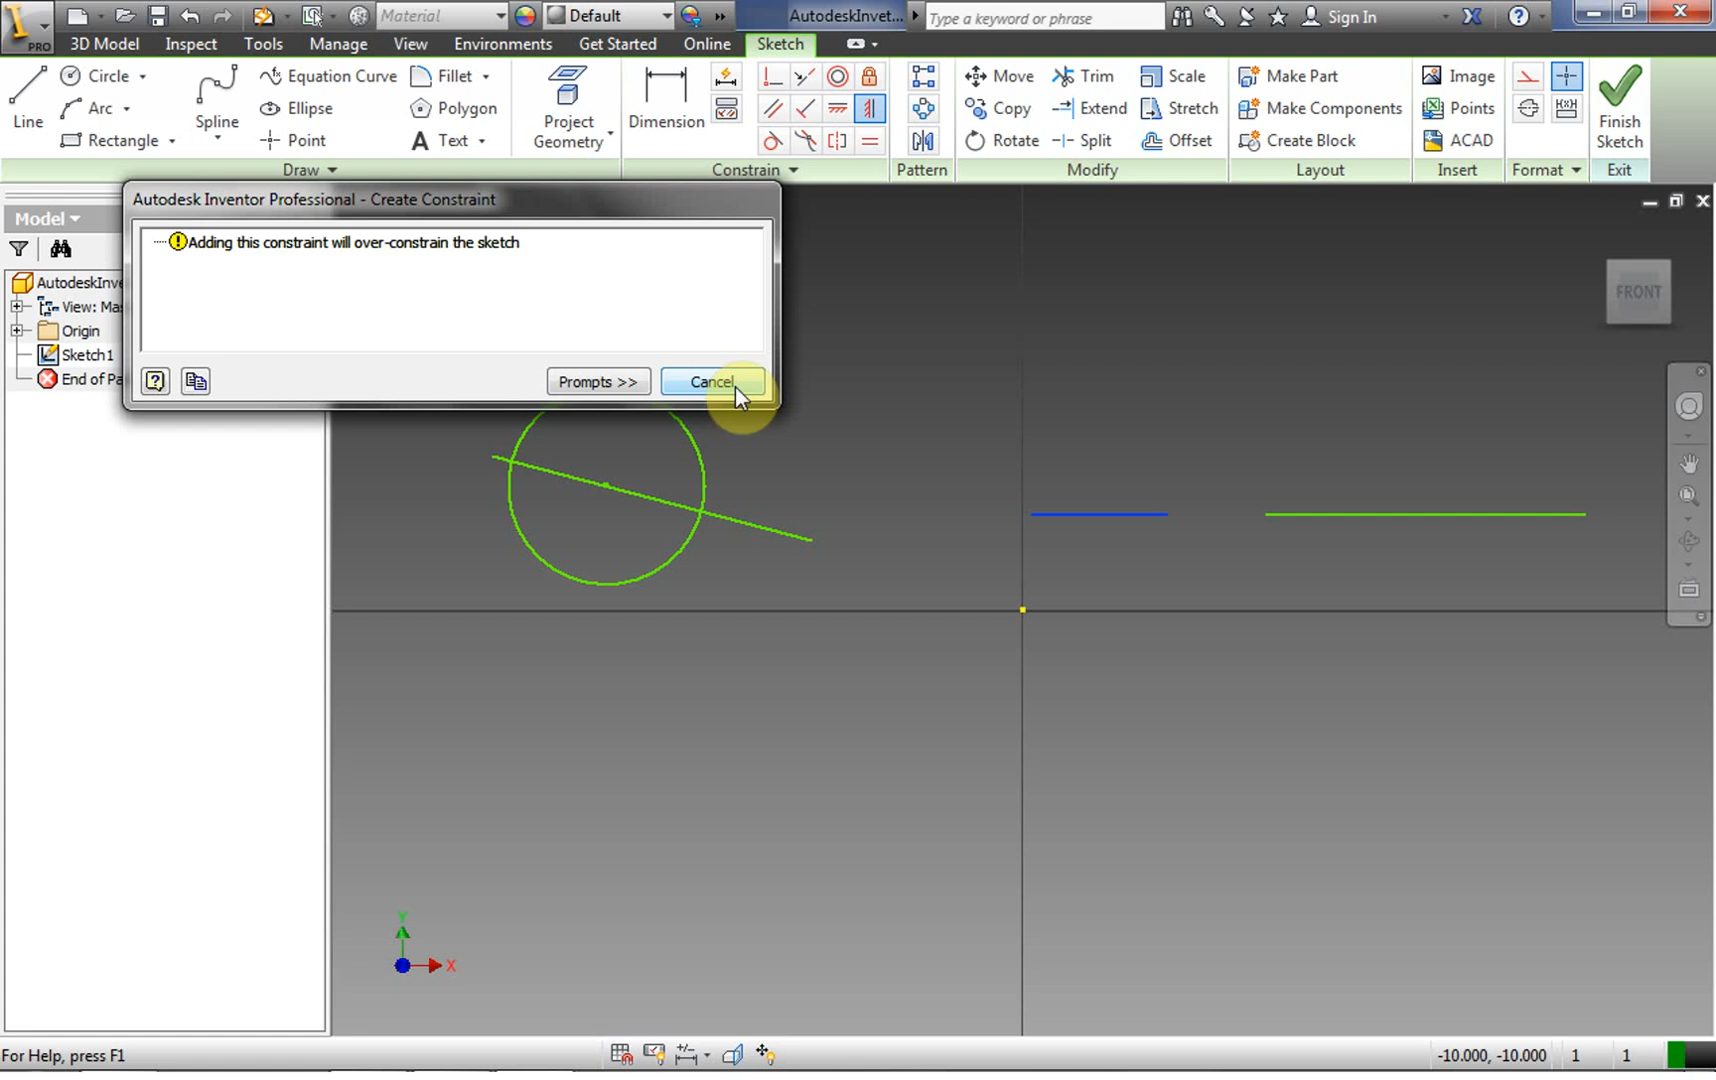 Material
Default
AutodeskInvet...
Type a keyword or phrase
Sign In
PRO
3D Model
Inspect
Tools
Manage
View
Environments
Get Started
Online
Sketch
Line
Circle
Arc
Rectangle
Spline
Equation Curve
Ellipse
Point
Fillet
Polygon
A Text
Project Geometry
Dimension
Move
Copy
Rotate
Trim
Extend
Split
Scale
Stretch
Offset
Make Part
Make Components
Create Block
Image
Points
ACAD
Finish Sketch
Draw
Constrain
Pattern
Modify
Layout
Insert
Format
Exit
Autodesk Inventor Professional - Create Constraint
Adding this constraint will over-constrain the sketch
Prompts >>
Cancel
Model
AutodeskInve
View: Mas
Origin
Sketch1
End of Pa
FRONT
Y
X
For Help, press F1
-10.000, -10.000
1
1